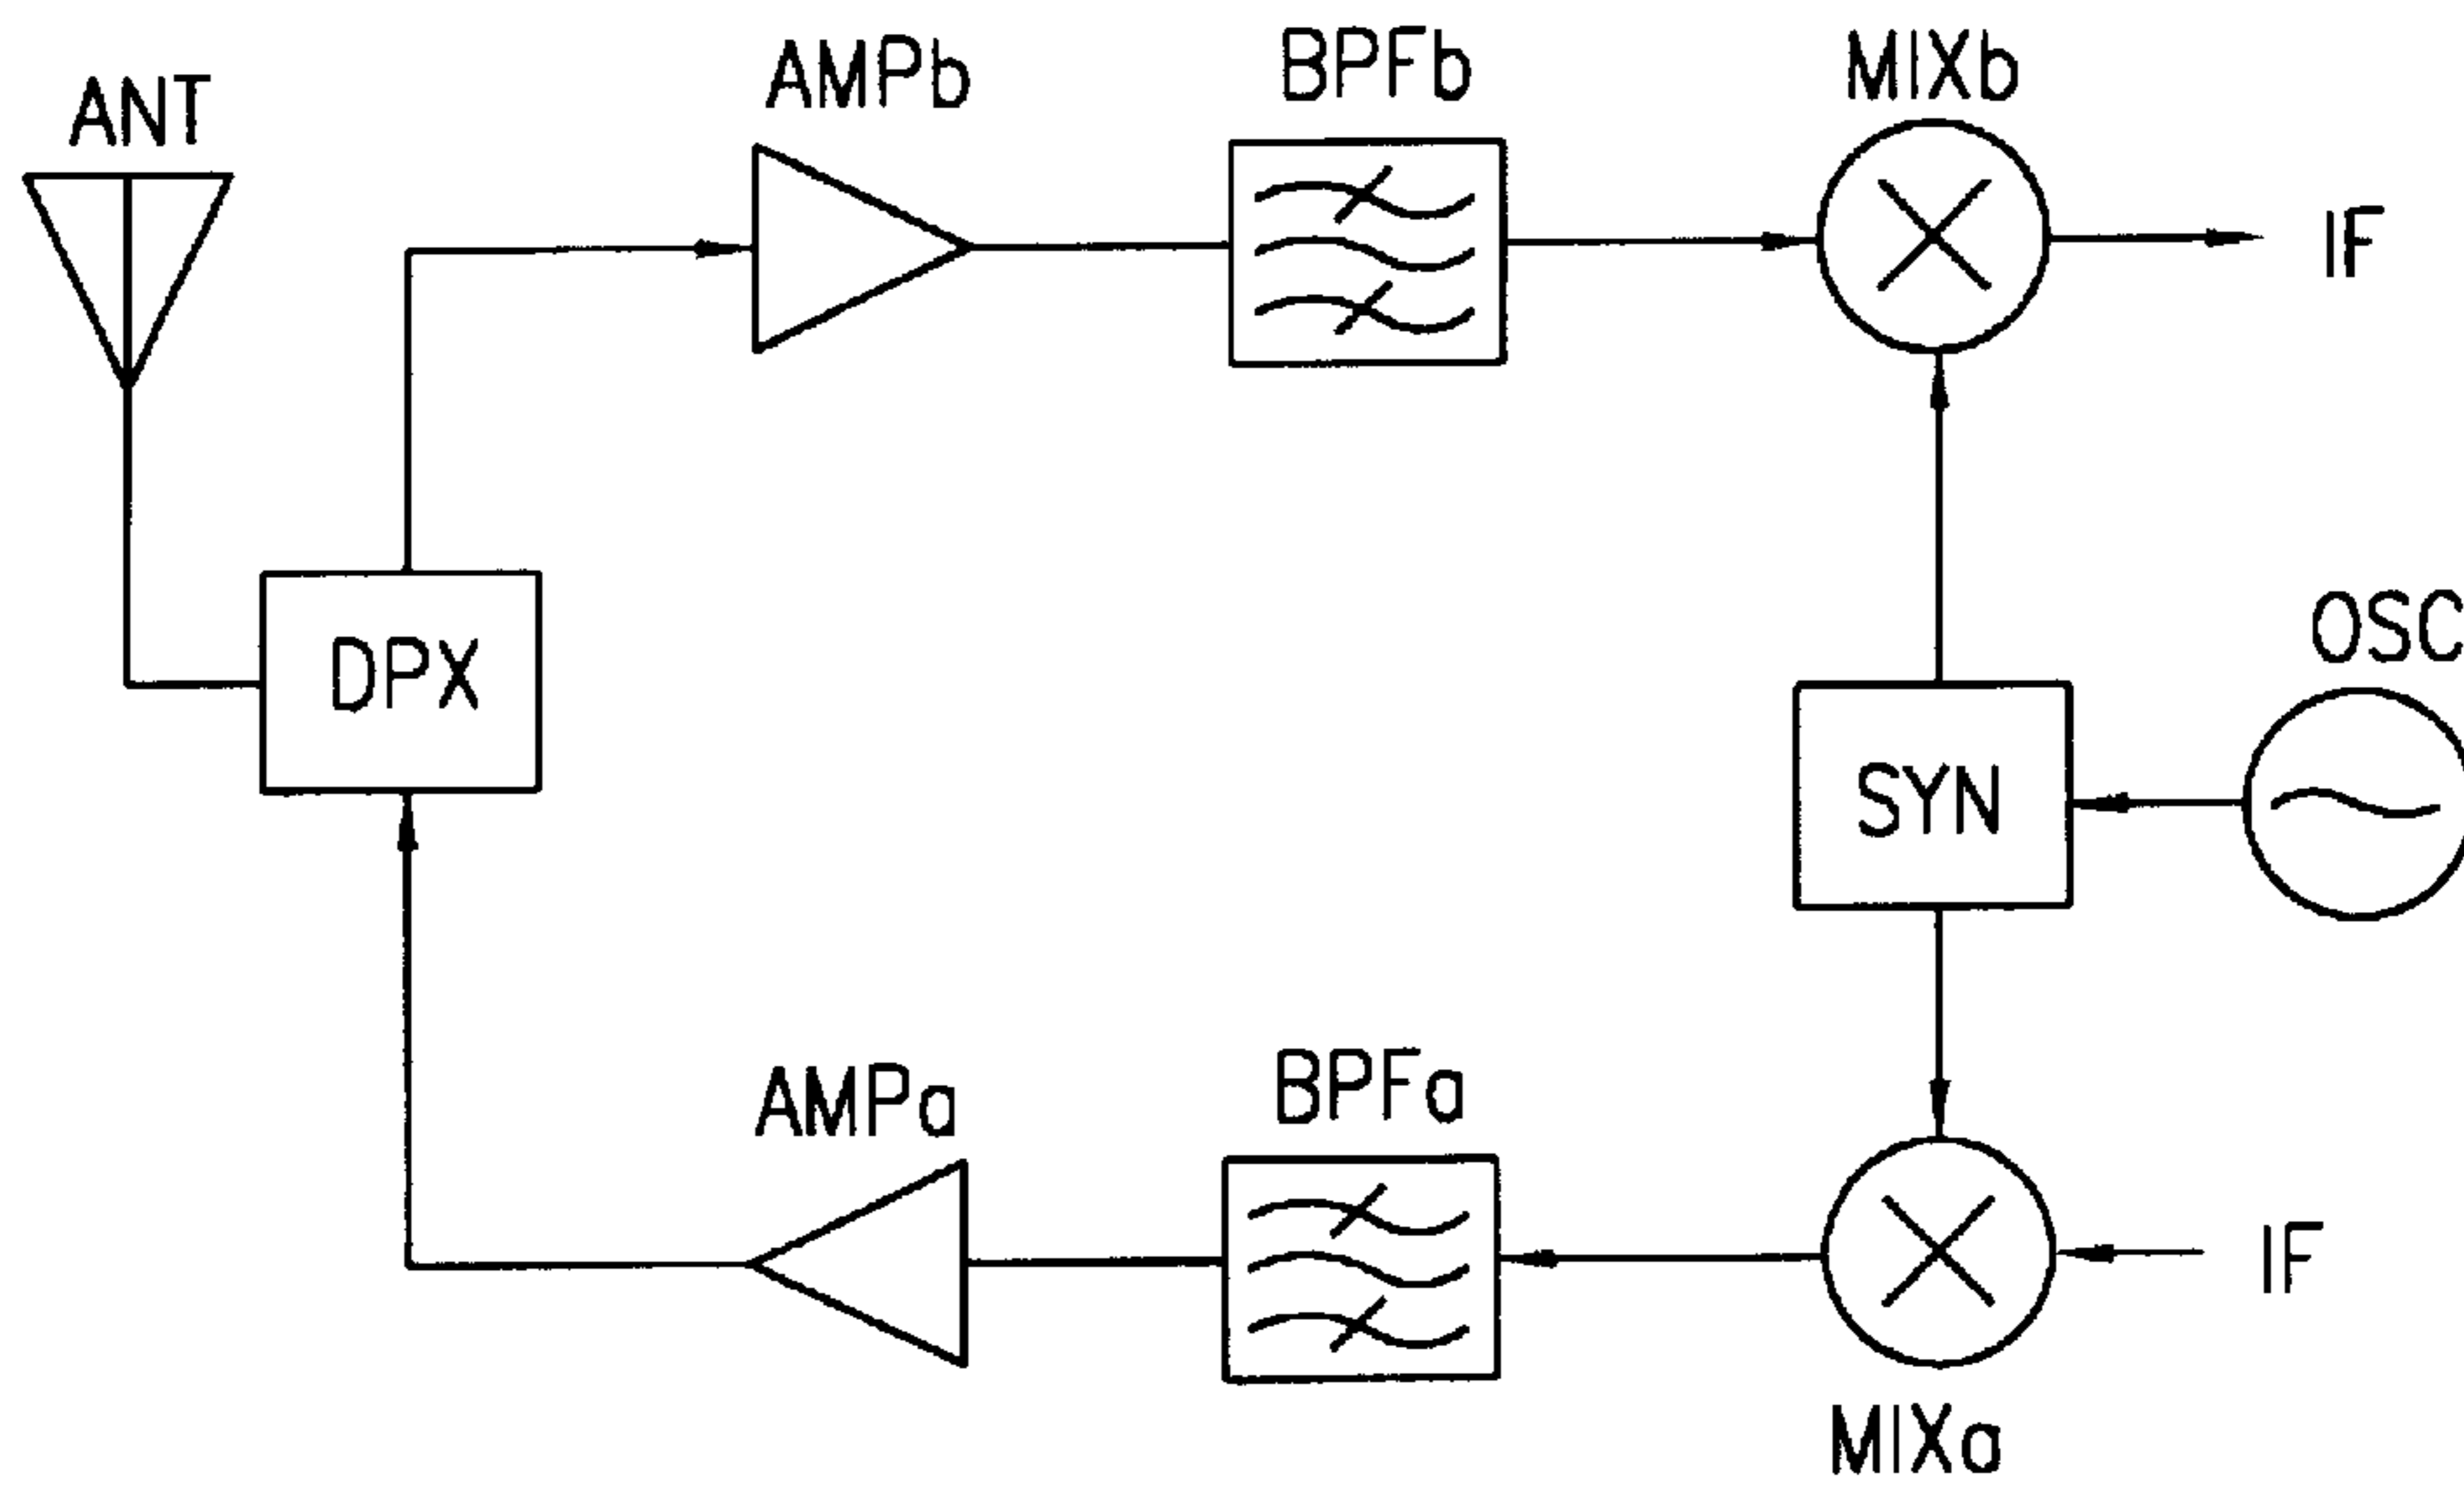 ANT
AMPb
BPFb
MIXb
IF
DPX
OSC
SYN
AMPa
BPFa
IF
MIXa